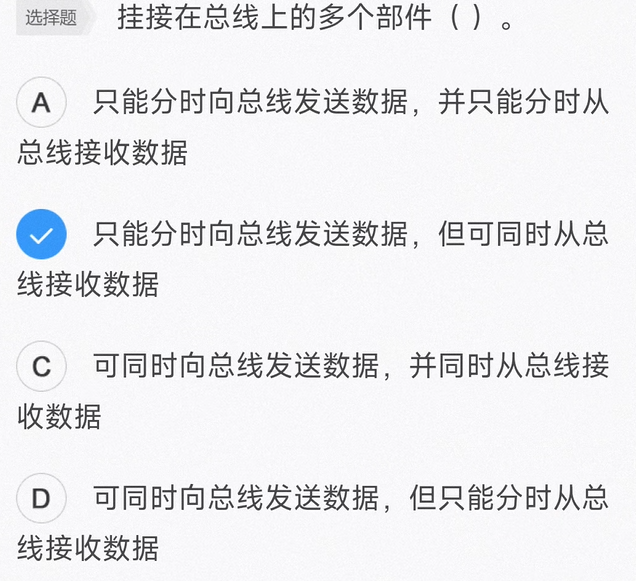 选择题 挂接在总线上的多个部件（ ）。
A 只能分时向总线发送数据，并只能分时从
总线接收数据
只能分时向总线发送数据，但可同时从总
线接收数据
C 可同时向总线发送数据，并同时从总线接
收数据
D 可同时向总线发送数据，但只能分时从总
线接收数据